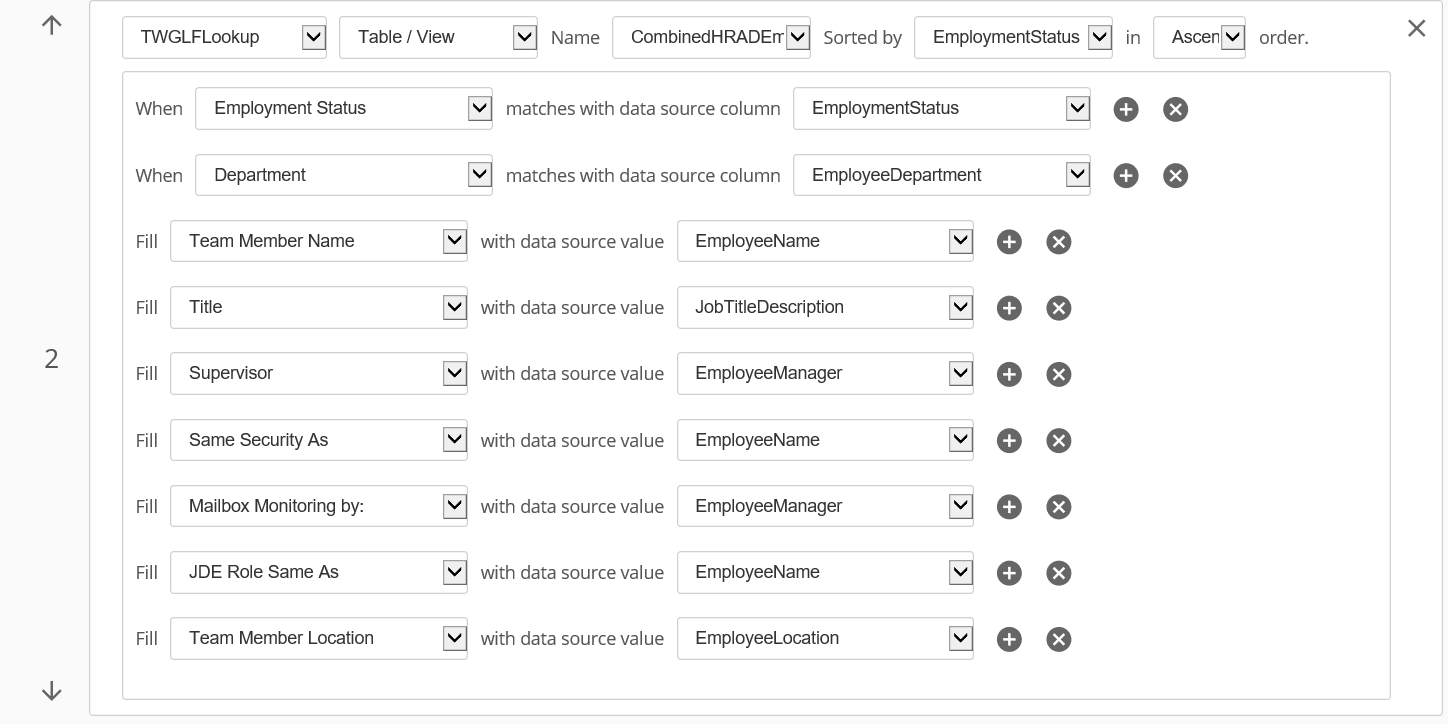 TWGLFLookup Table / View Name CombinedHRADEm Sorted by EmploymentStatus in Ascen order.
When Employment Status matches with data source column EmploymentStatus
When Department matches with data source column EmployeeDepartment
Fill Team Member Name with data source value EmployeeName
Fill Title with data source value JobTitleDescription
2
Fill Supervisor with data source value EmployeeManager
Fill Same Security As with data source value EmployeeName
Fill Mailbox Monitoring by: with data source value EmployeeManager
Fill JDE Role Same As with data source value EmployeeName
Fill Team Member Location with data source value EmployeeLocation